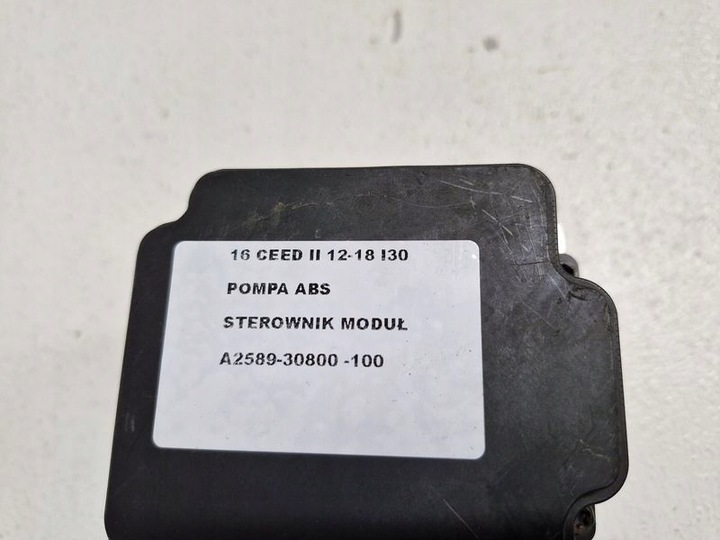 16 CEED II 12-18 I30
POMPA ABS
STEROWNIK MODUŁ
A2589-30800 -100